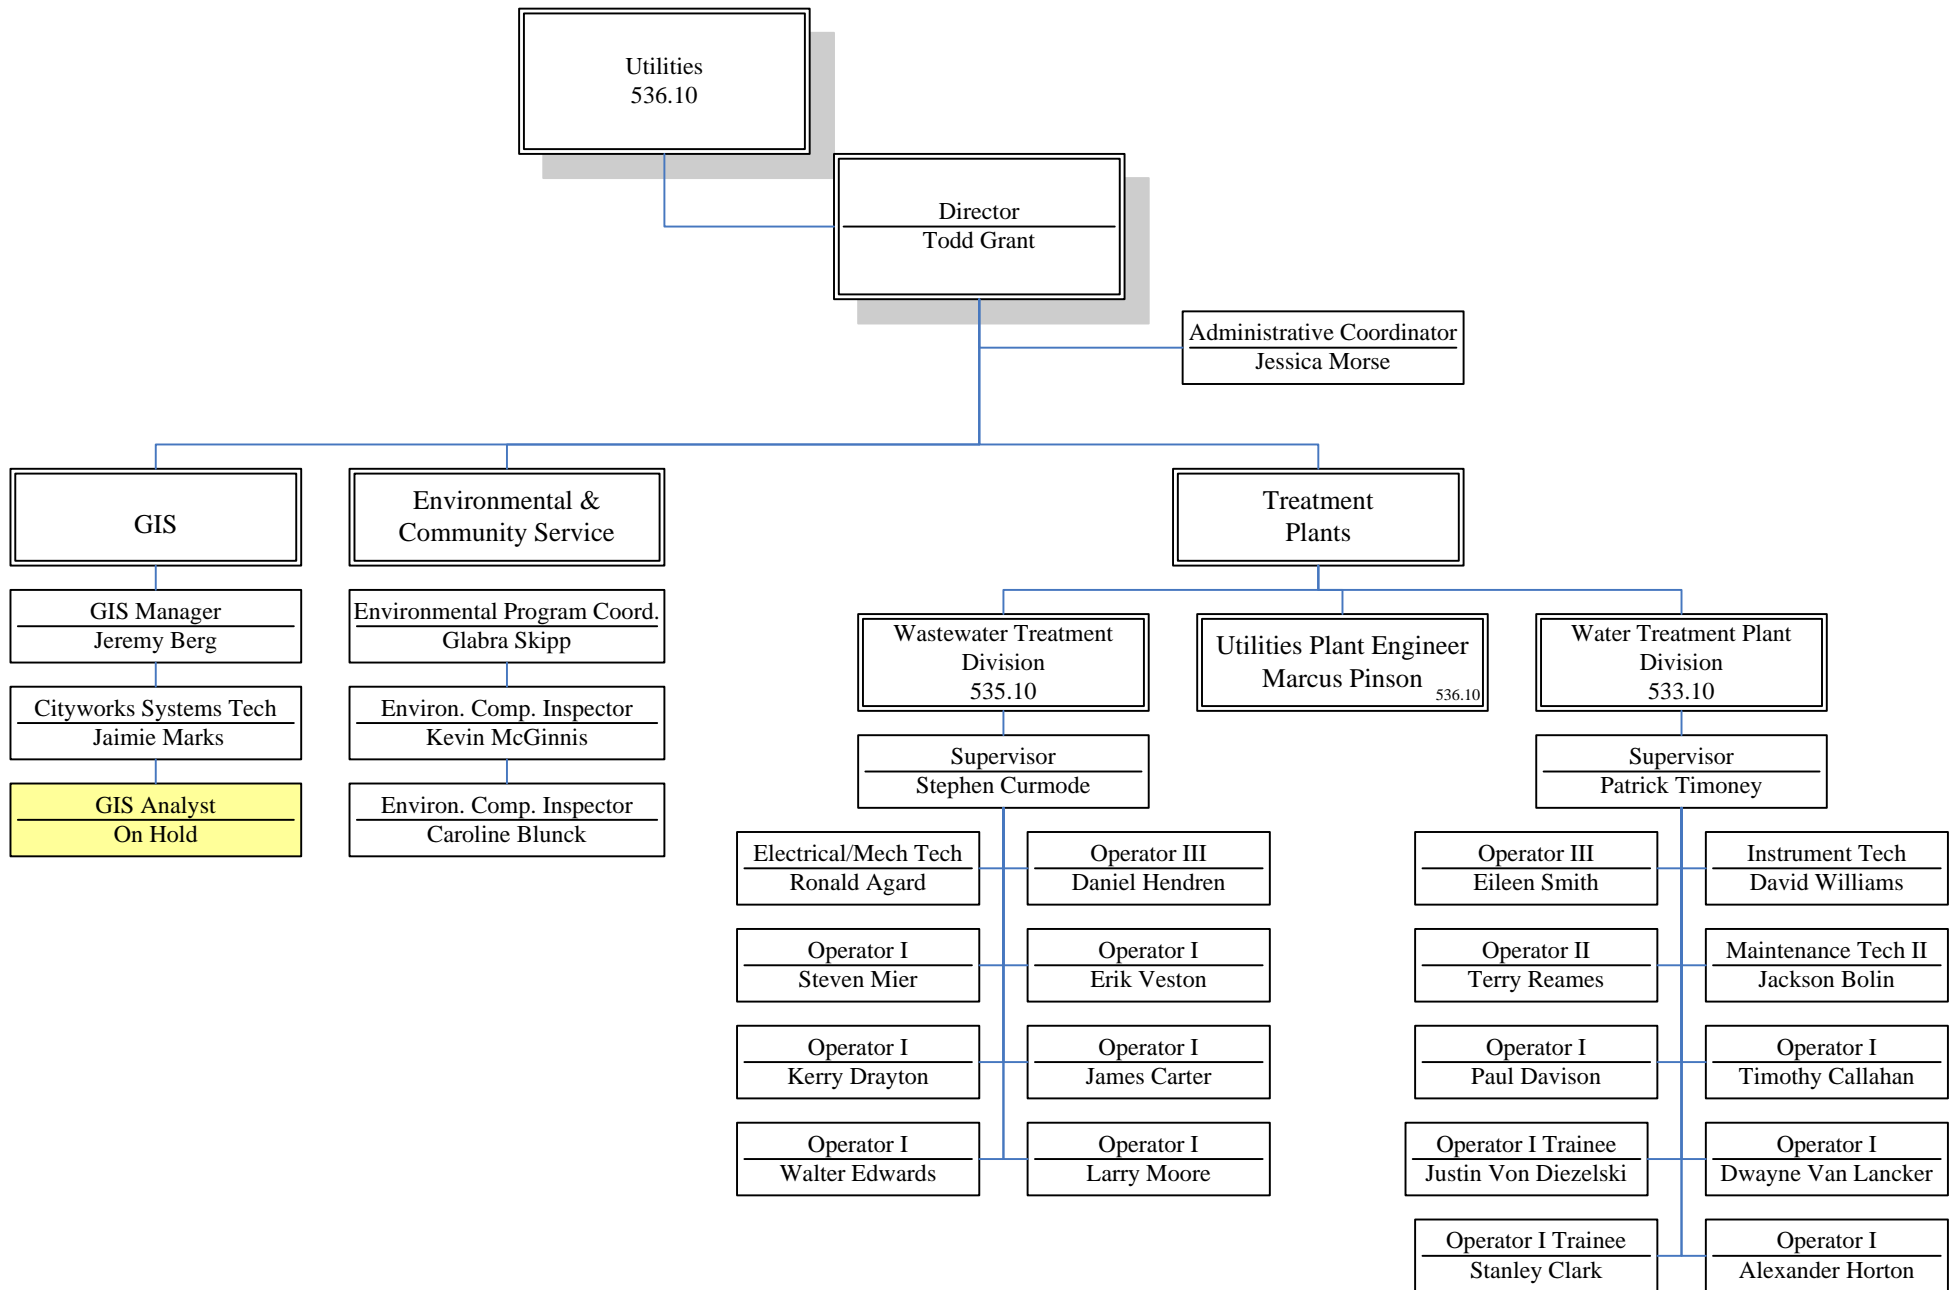 Utilities
536.10
Director
Todd Grant
Administrative Coordinator
Jessica Morse
GIS
GIS Manager
Jeremy Berg
Cityworks Systems Tech
Jaimie Marks
GIS Analyst
On Hold
Environmental &
Community Service
Environmental Program Coord.
Glabra Skipp
Environ. Comp. Inspector
Kevin McGinnis
Environ. Comp. Inspector
Caroline Blunck
Treatment
Plants
Wastewater Treatment
Division
535.10
Supervisor
Stephen Curmode
Electrical/Mech Tech
Ronald Agard
Operator III
Daniel Hendren
Operator I
Steven Mier
Operator I
Erik Veston
Operator I
Kerry Drayton
Operator I
James Carter
Operator I
Walter Edwards
Operator I
Larry Moore
Utilities Plant Engineer
Marcus Pinson
536.10
Water Treatment Plant
Division
533.10
Supervisor
Patrick Timoney
Operator III
Eileen Smith
Instrument Tech
David Williams
Operator II
Terry Reames
Maintenance Tech II
Jackson Bolin
Operator I
Paul Davison
Operator I
Timothy Callahan
Operator I Trainee
Justin Von Diezelski
Operator I
Dwayne Van Lancker
Operator I Trainee
Stanley Clark
Operator I
Alexander Horton